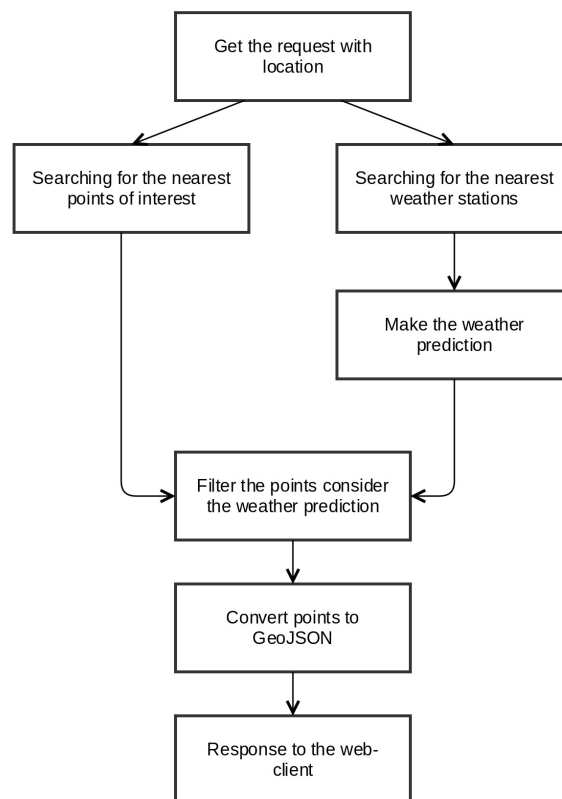 Get the request with
location
Searching for the nearest
points of interest
Searching for the nearest
weather stations
Make the weather
prediction
Filter the points consider
the weather prediction
Convert points to
GeoJSON
Response to the web-
client